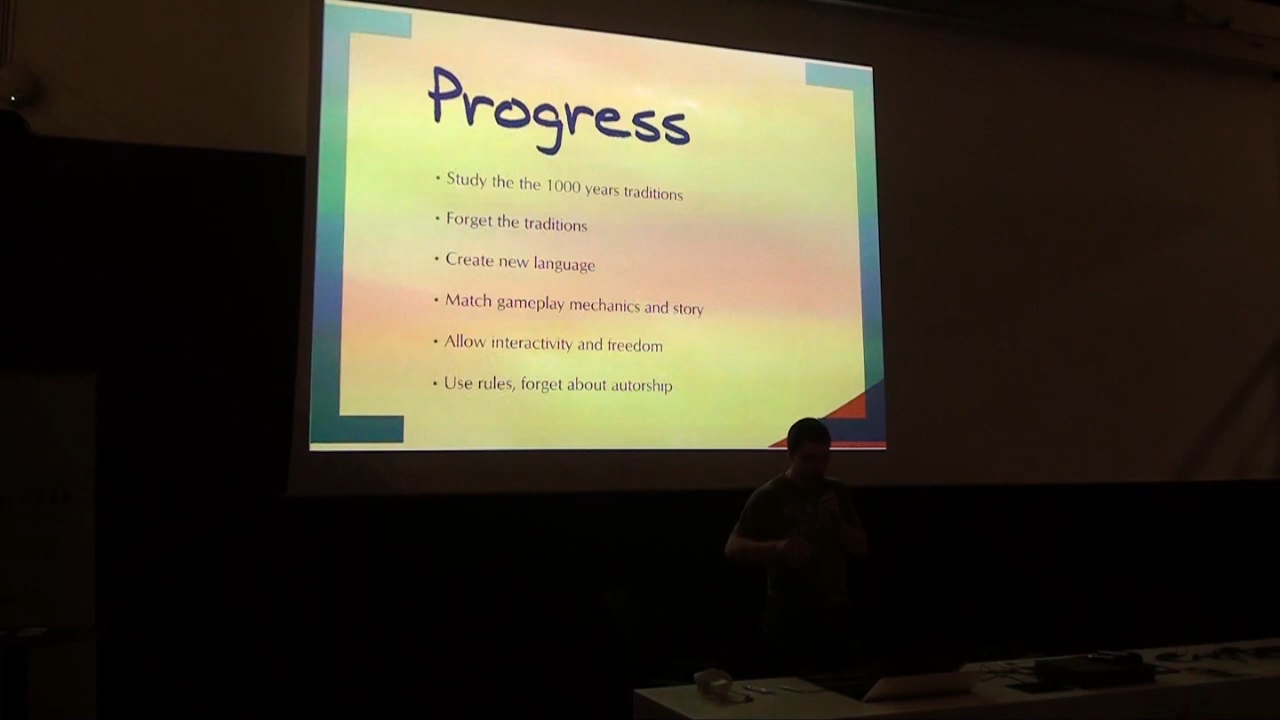 Progress
• Study the the 1000 years traditions
• Forget the traditions
• Create new language
• Match gameplay mechanics and story
• Allow interactivity and freedom
• Use rules, forget about autorship